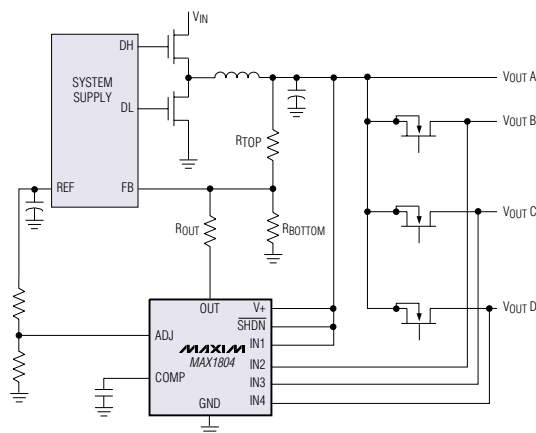 VIN
DH
SYSTEM
SUPPLY
DL
VOUT A
VOUT B
RTOP
REF
FB
ROUT
RBOTTOM
VOUT C
OUT
V+
SHDN
VOUT D
ADJ
MAXIM
MAX1804
IN1
IN2
COMP
IN3
GND
IN4